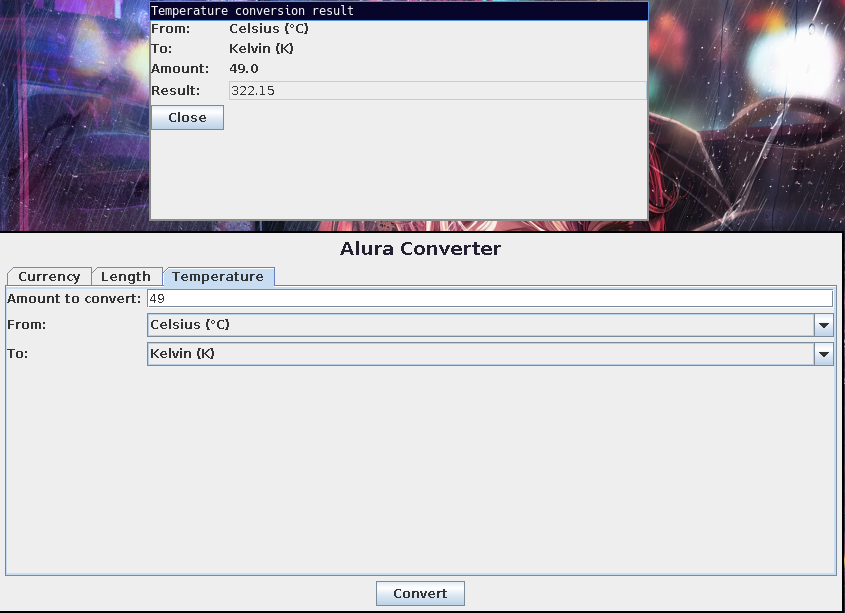 Temperature conversion result
From: Celsius (°C)
To: Kelvin (K)
Amount: 49.0
Result: 322.15
Close
Alura Converter
Currency Length Temperature
Amount to convert: 49
From: Celsius (°C)
To: Kelvin (K)
Convert